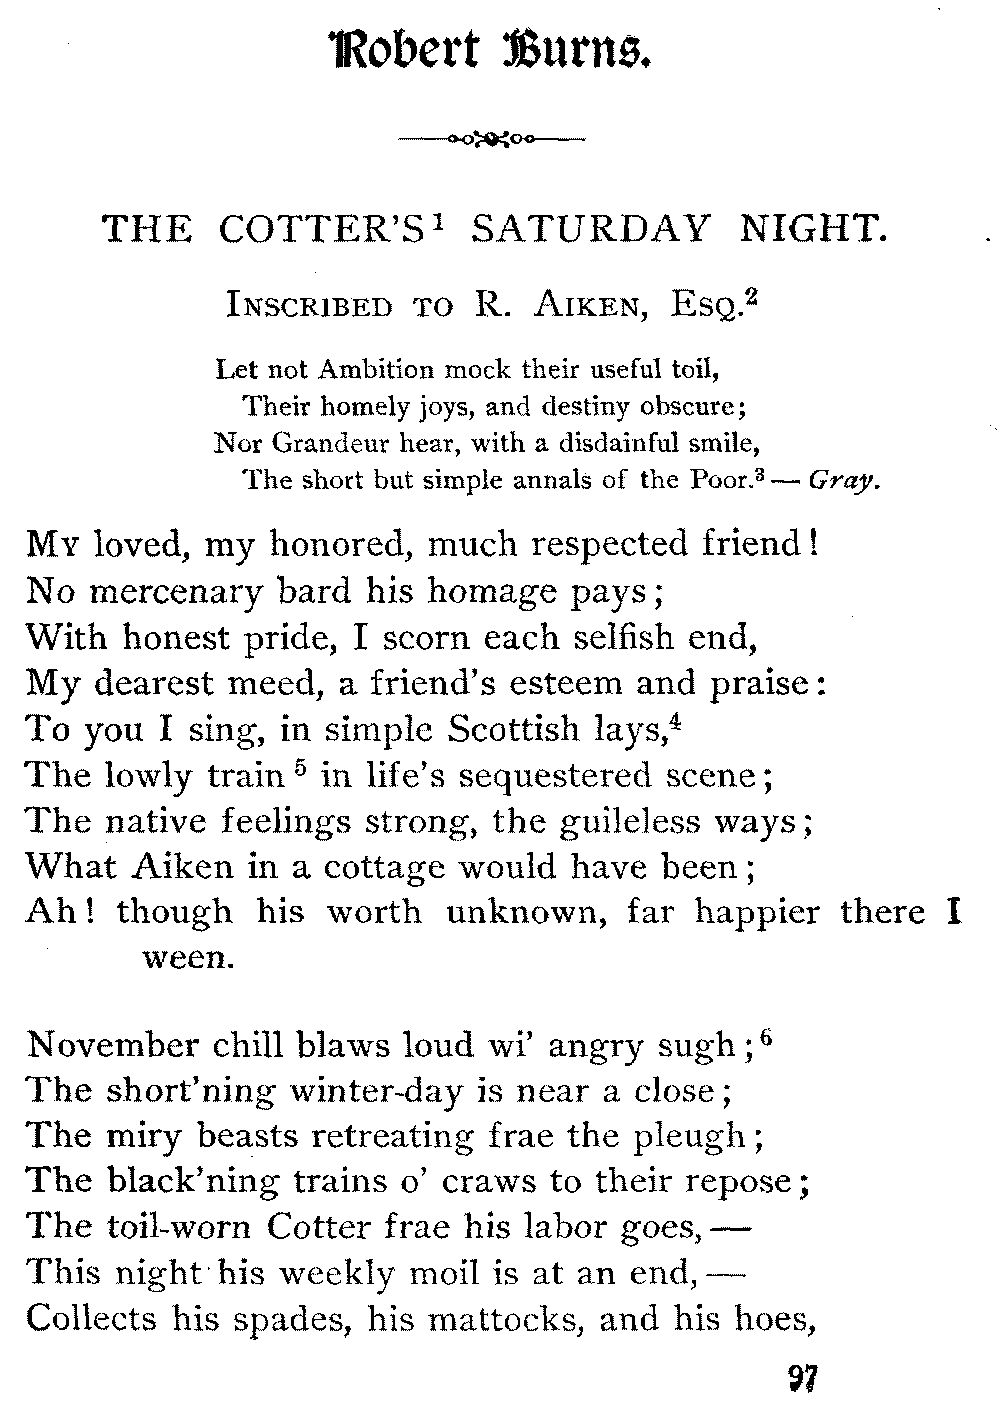 Robert Burns.
THE COTTER'S¹ SATURDAY NIGHT.
INSCRIBED TO R. AIKEN, ESQ.²
Let not Ambition mock their useful toil,
Their homely joys, and destiny obscure;
Nor Grandeur hear, with a disdainful smile,
The short but simple annals of the Poor.³ — Gray.
MY loved, my honored, much respected friend!
No mercenary bard his homage pays;
With honest pride, I scorn each selfish end,
My dearest meed, a friend's esteem and praise:
To you I sing, in simple Scottish lays,⁴
The lowly train⁵ in life's sequestered scene;
The native feelings strong, the guileless ways;
What Aiken in a cottage would have been;
Ah! though his worth unknown, far happier there I
ween.
November chill blaws loud wi' angry sugh;⁶
The short'ning winter-day is near a close;
The miry beasts retreating frae the pleugh;
The black'ning trains o' craws to their repose;
The toil-worn Cotter frae his labor goes, —
This night his weekly moil is at an end, —
Collects his spades, his mattocks, and his hoes,
97